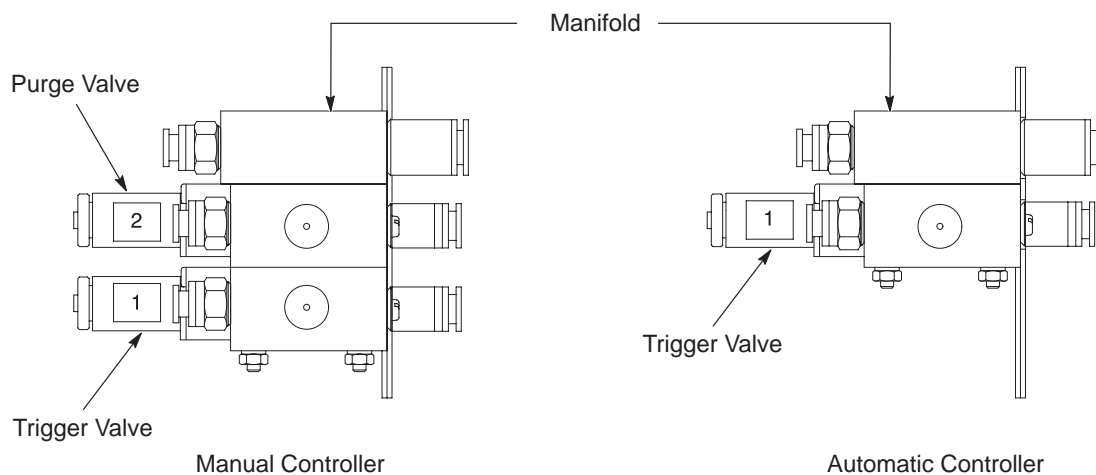 Manifold
Purge Valve
2
1
1
Trigger Valve
Trigger Valve
Manual Controller
Automatic Controller